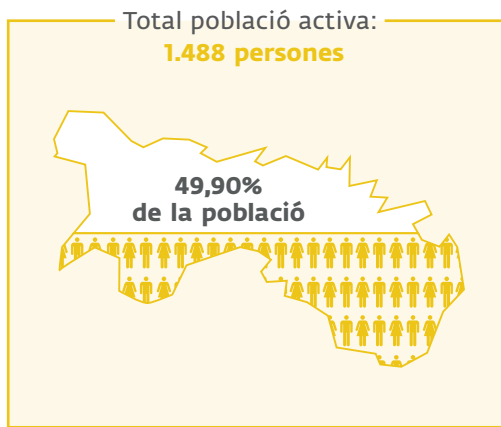 Total població activa:
1.488 persones
49,90%
de la població